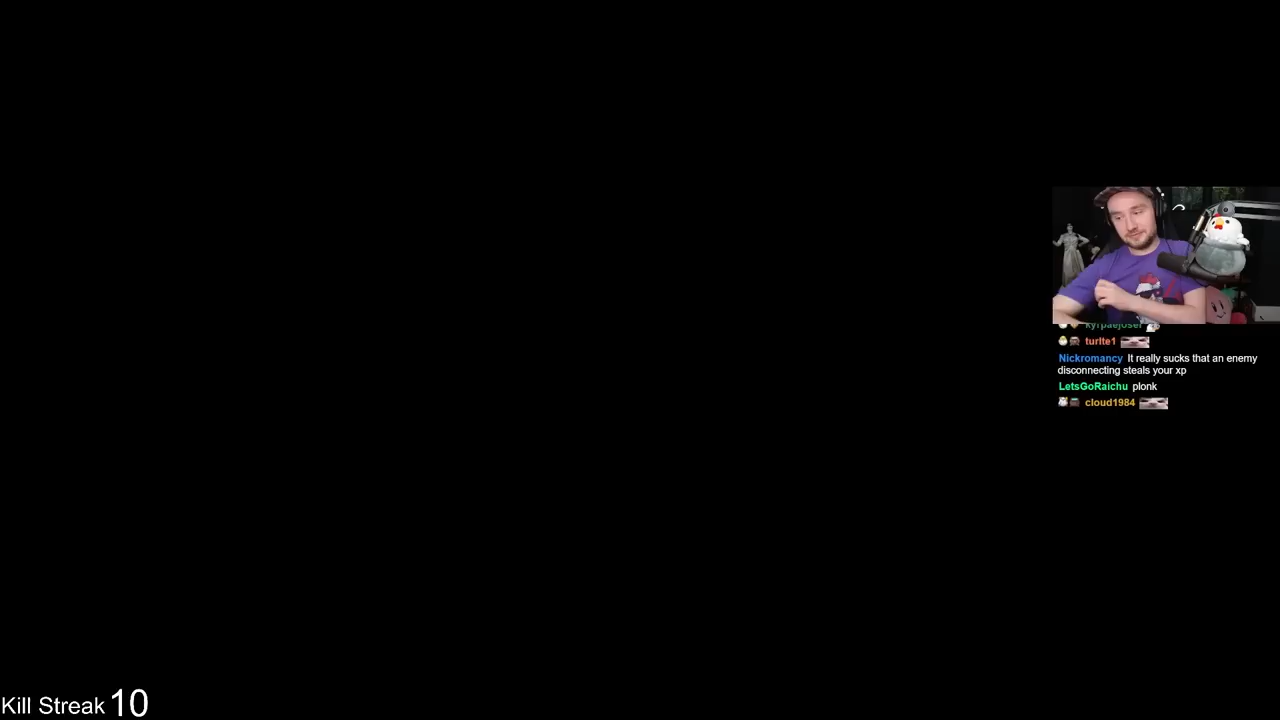 turlte1
Nickromancy It really sucks that an enemy
disconnecting steals your xp
LetsGoRaichu plonk
cloud1984
Kill Streak 10